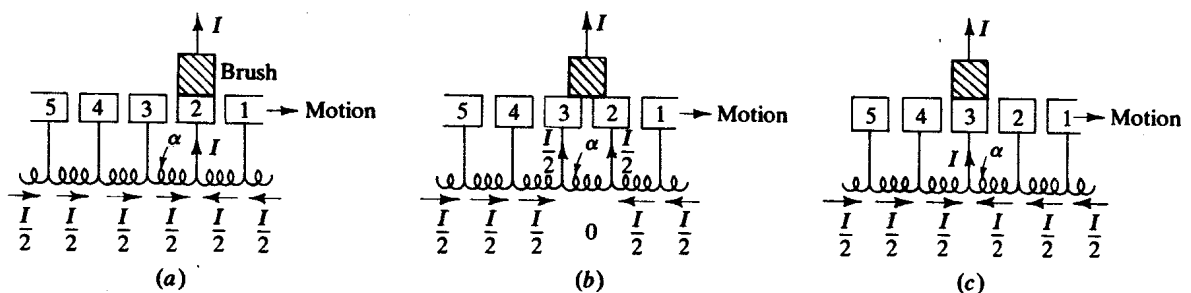 I
I
I
Brush
5 4 3 2 1 Motion
5 4 3 2 1 Motion
5 4 3 2 1 Motion
α I
I/2 α I/2
I α
I/2 I/2 I/2 I/2 I/2 I/2
I/2 I/2 I/2 0 I/2 I/2
I/2 I/2 I/2 I/2 I/2 I/2
(a)
(b)
(c)